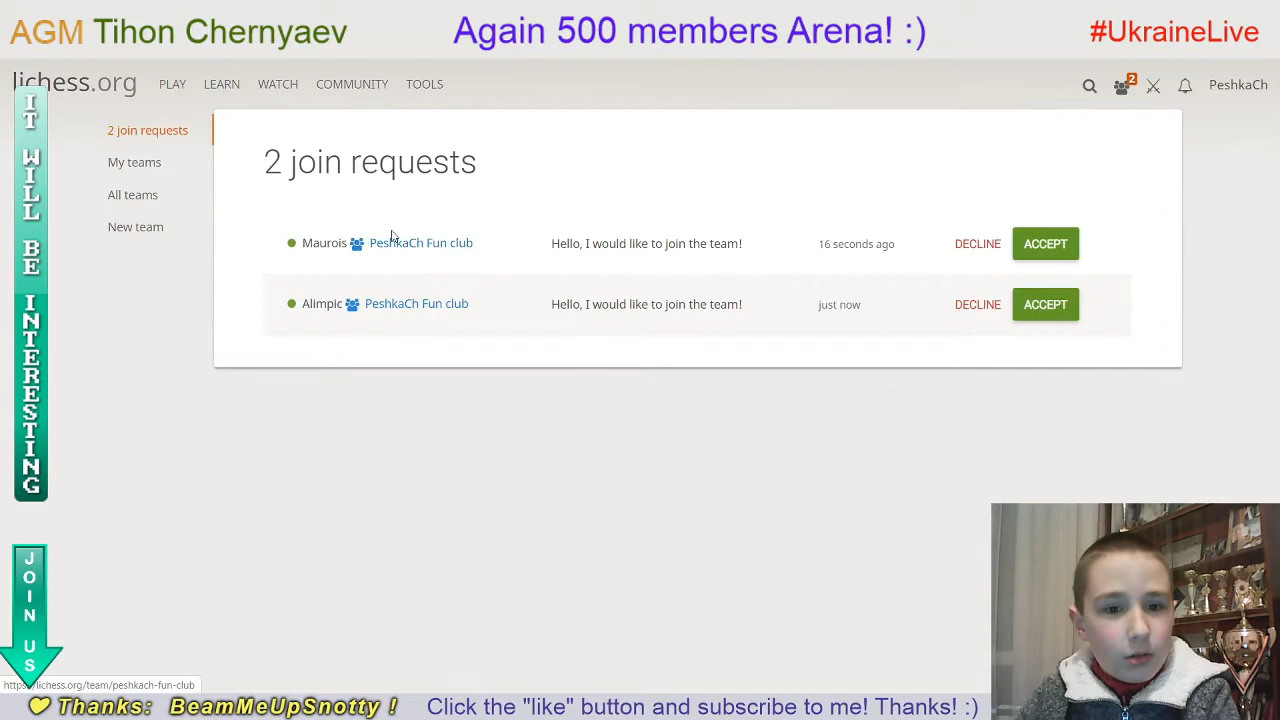 AGM Tihon Chernyaev
Again 500 members Arena! :)
#UkraineLive
lichess.org
PLAY LEARN WATCH COMMUNITY TOOLS
2
PeshkaCh
IT WILL BE INTERESTING
JOIN US
2 join requests
My teams
All teams
New team
2 join requests
Maurois PeshkaCh Fun club Hello, I would like to join the team! 16 seconds ago DECLINE ACCEPT
Alimpic PeshkaCh Fun club Hello, I would like to join the team! just now DECLINE ACCEPT
https://lichess.org/team/peshkach-fun-club
Thanks: BeamMeUpSnotty ! Click the "like" button and subscribe to me! Thanks! :)